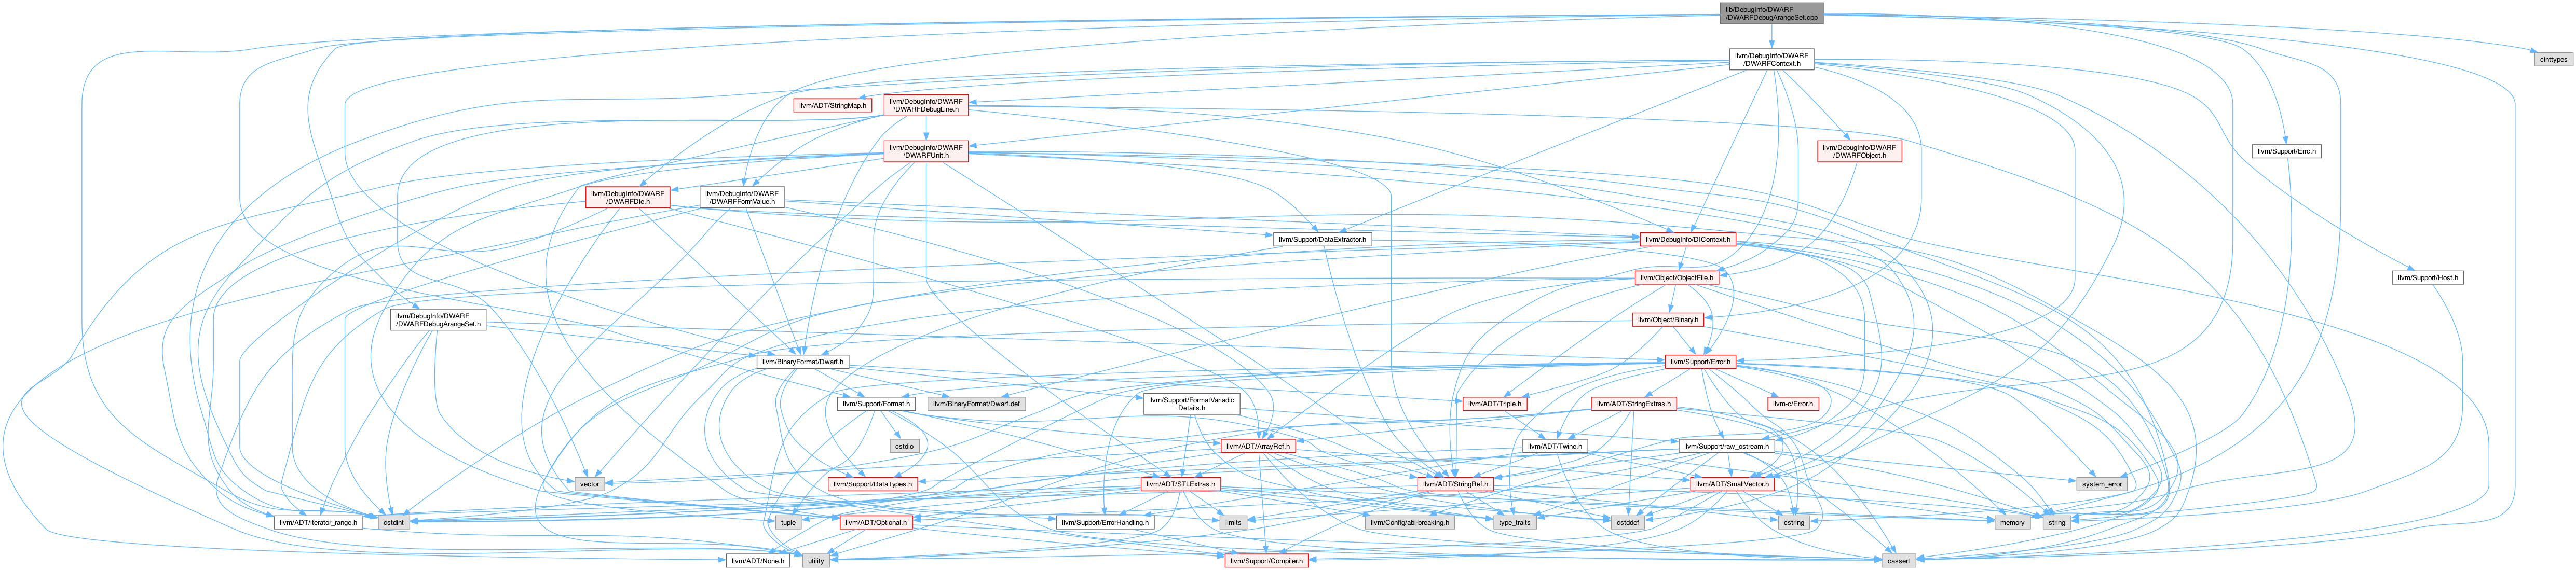 lib/DebugInfo/DWARF
/DWARFDebugArangeSet.cpp
llvm/DebugInfo/DWARF
/DWARFContext.h
cinttypes
llvm/ADT/StringMap.h
llvm/DebugInfo/DWARF
/DWARFDebugLine.h
llvm/DebugInfo/DWARF
/DWARFUnit.h
llvm/DebugInfo/DWARF
/DWARFObject.h
llvm/Support/Errc.h
llvm/DebugInfo/DWARF
/DWARFDie.h
llvm/DebugInfo/DWARF
/DWARFFormValue.h
llvm/Support/DataExtractor.h
llvm/DebugInfo/DIContext.h
llvm/Object/ObjectFile.h
llvm/Support/Host.h
llvm/DebugInfo/DWARF
/DWARFDebugArangeSet.h
llvm/Object/Binary.h
llvm/BinaryFormat/Dwarf.h
llvm/Support/Error.h
llvm/Support/Format.h
llvm/BinaryFormat/Dwarf.def
llvm/Support/FormatVariadic
Details.h
llvm/ADT/Triple.h
llvm/ADT/StringExtras.h
llvm-c/Error.h
cstdio
llvm/ADT/ArrayRef.h
llvm/ADT/Twine.h
llvm/Support/raw_ostream.h
vector
llvm/Support/DataTypes.h
llvm/ADT/STLExtras.h
llvm/ADT/StringRef.h
llvm/ADT/SmallVector.h
system_error
llvm/ADT/iterator_range.h
cstdint
tuple
llvm/ADT/Optional.h
llvm/Support/ErrorHandling.h
limits
llvm/Config/abi-breaking.h
type_traits
cstddef
cstring
memory
string
llvm/ADT/None.h
utility
llvm/Support/Compiler.h
cassert